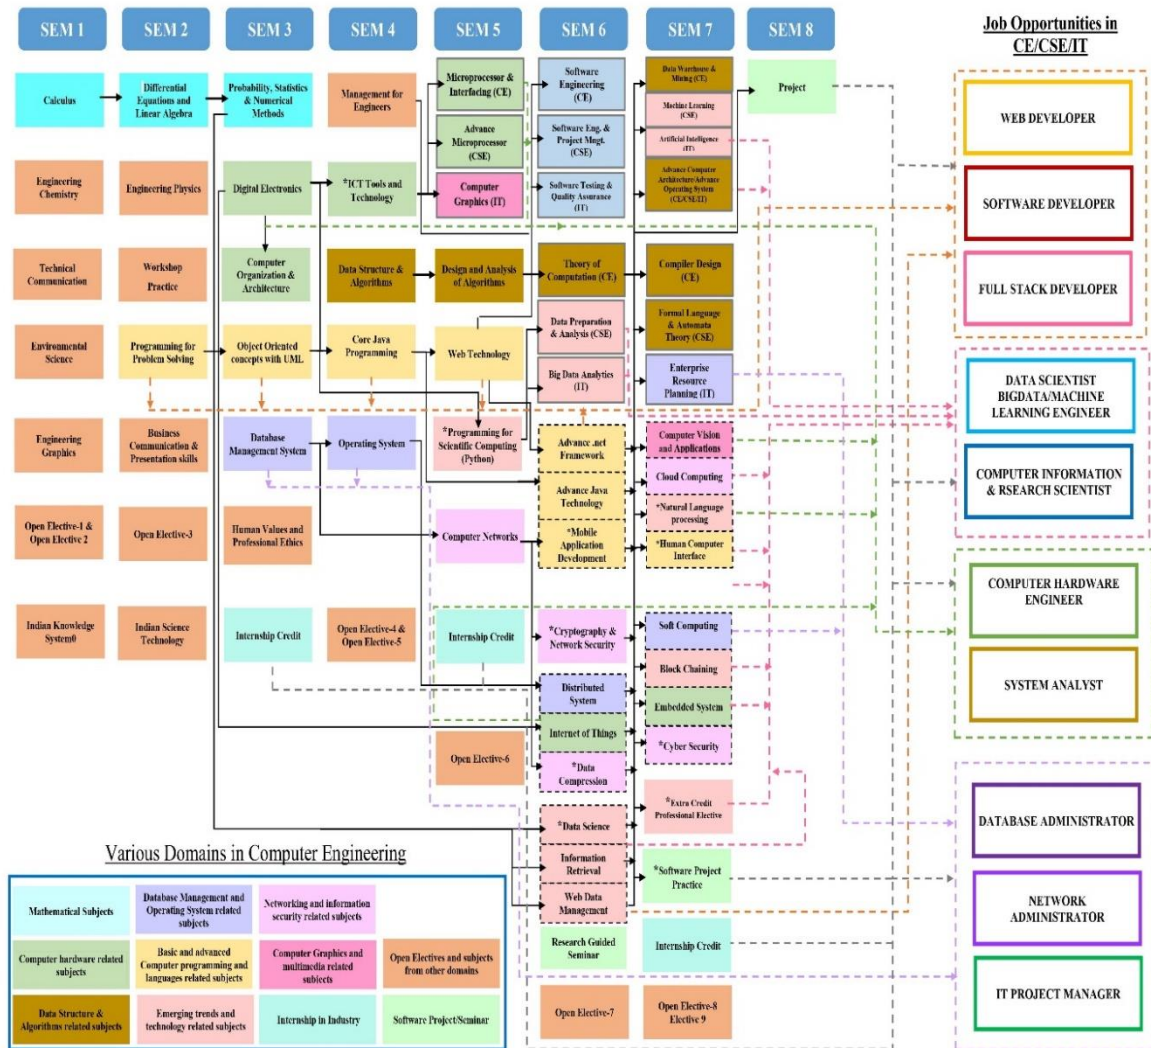 SEM 1
SEM 2
SEM 3
SEM 4
SEM 5
SEM 6
SEM 7
SEM 8
Job Opportunities in
CE/CSE/IT
Calculus
Differential
Equations and
Linear Algebra
Probability, Statistics
& Numerical
Methods
Management for
Engineers
Microprocessor &
Interfacing (CE)
Advance
Microprocessor
(CSE)
Software
Engineering
(CE)
Software Eng. &
Project Mngt.
(CSE)
Data Warehouse &
Mining (CE)
Machine Learning
(CSE)
Artificial Intelligence
(IT)
Project
Engineering
Chemistry
Engineering Physics
Digital Electronics
*ICT Tools and
Technology
Computer
Graphics (IT)
Software Testing &
Quality Assurance
(IT)
Advance Computer
Architecture/Advance
Operating System
(CE/CSE/IT)
Technical
Communication
Workshop
Practice
Computer
Organization &
Architecture
Data Structure &
Algorithms
Design and Analysis
of Algorithms
Theory of
Computation (CE)
Compiler Design
(CE)
Environmental
Science
Programming for
Problem Solving
Object Oriented
concepts with UML
Core Java
Programming
Web Technology
Data Preparation
& Analysis (CSE)
Big Data Analytics
(IT)
Formal Language
& Automata
Theory (CSE)
Enterprise
Resource
Planning (IT)
Engineering
Graphics
Business
Communication &
Presentation skills
Database
Management System
Operating System
*Programming for
Scientific Computing
(Python)
Advance .net
Framework
Advance Java
Technology
*Mobile
Application
Development
Computer Vision
and Applications
Cloud Computing
*Natural Language
processing
*Human Computer
Interface
Open Elective-1 &
Open Elective 2
Open Elective-3
Human Values and
Professional Ethics
Computer Networks
Indian Knowledge
System0
Indian Science
Technology
Internship Credit
Open Elective-4 &
Open Elective-5
Internship Credit
*Cryptography &
Network Security
Distributed
System
Internet of Things
*Data
Compression
Soft Computing
Block Chaining
Embedded System
*Cyber Security
Open Elective-6
*Data Science
Information
Retrieval
Web Data
Management
*Extra Credit
Professional Elective
*Software Project
Practice
Research Guided
Seminar
Internship Credit
Open Elective-7
Open Elective-8
Elective 9
WEB DEVELOPER
SOFTWARE
DEVELOPER
FULL STACK
DEVELOPER
DATA SCIENTIST
BIGDATA/MACHINE
LEARNING ENGINEER
COMPUTER INFORMATION
& RSEARCH SCIENTIST
COMPUTER HARDWARE
ENGINEER
SYSTEM ANALYST
DATABASE ADMINISTRATOR
NETWORK
ADMINISTRATOR
IT PROJECT MANAGER
Various Domains in Computer Engineering
Mathematical Subjects
Database Management and
Operating System related
subjects
Networking and information
security related subjects
Computer hardware related
subjects
Basic and advanced
Computer programming and
languages related subjects
Computer Graphics and
multimedia related
subjects
Open Electives and subjects
from other domains
Data Structure &
Algorithms related subjects
Emerging trends and
technology related subjects
Internship in Industry
Software Project/Seminar